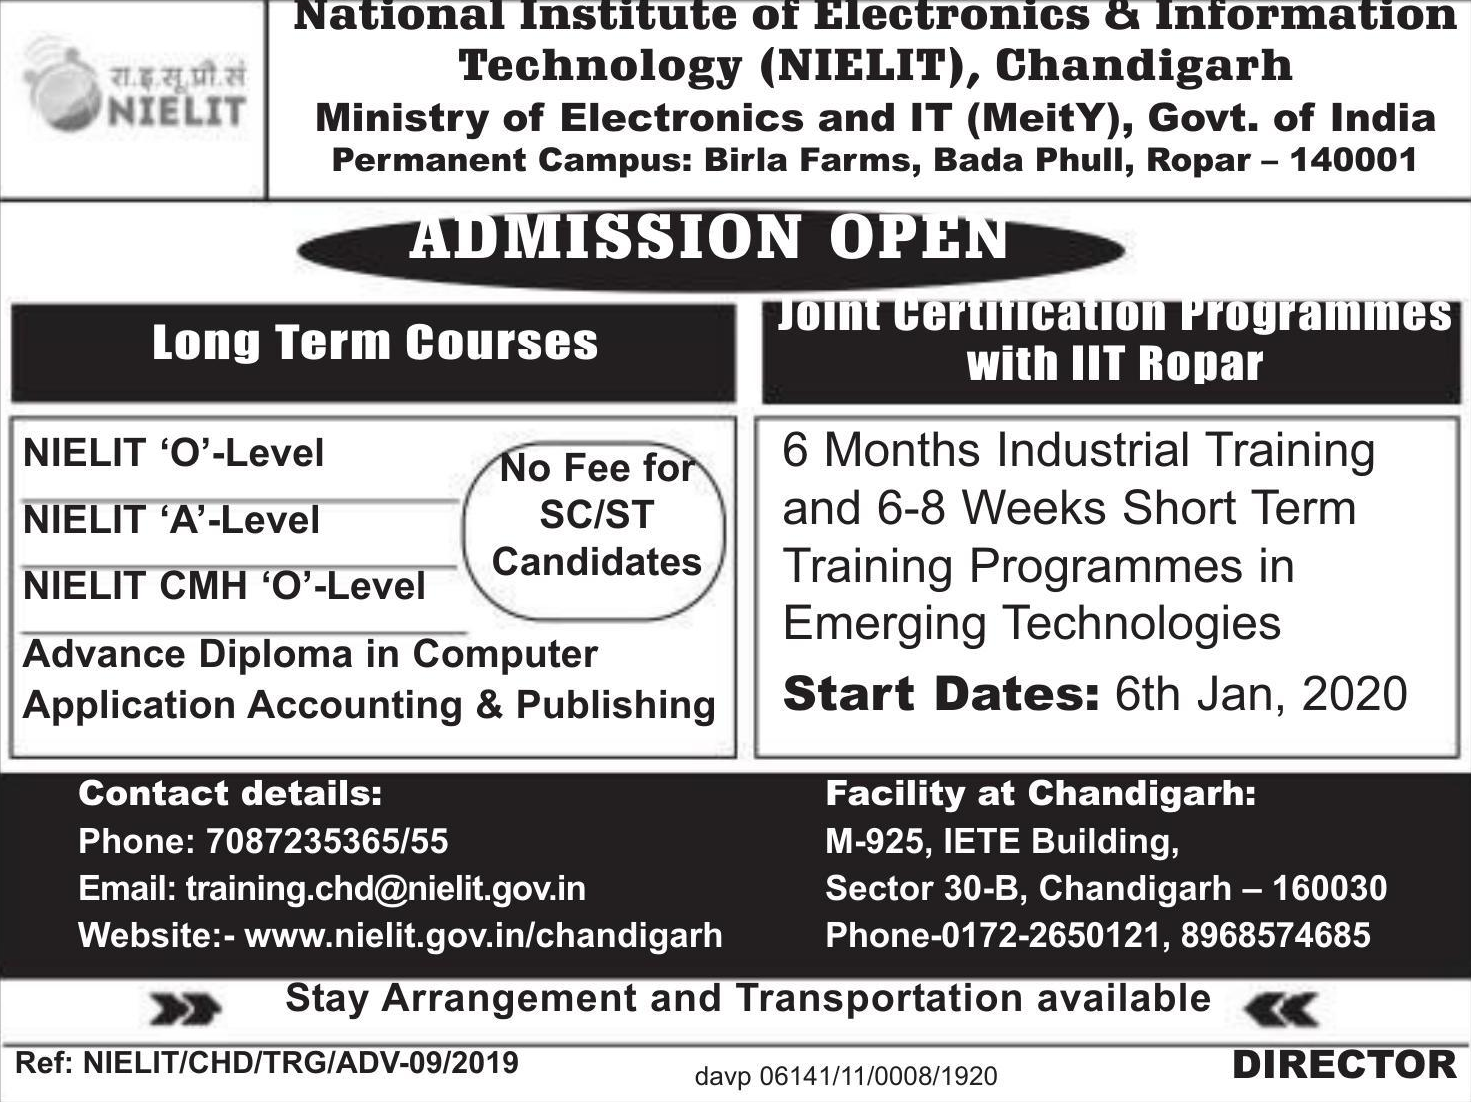 National Institute of Electronics & Information
Technology (NIELIT), Chandigarh
रा.इ.सू.प्रौ.सं
NIELIT
Ministry of Electronics and IT (MeitY), Govt. of India
Permanent Campus: Birla Farms, Bada Phull, Ropar – 140001
ADMISSION OPEN
Long Term Courses
NIELIT ‘O’-Level
NIELIT ‘A’-Level
NIELIT CMH ‘O’-Level
Advance Diploma in Computer
Application Accounting & Publishing
No Fee for
SC/ST
Candidates
Joint Certification Programmes
with IIT Ropar
6 Months Industrial Training
and 6-8 Weeks Short Term
Training Programmes in
Emerging Technologies
Start Dates: 6th Jan, 2020
Contact details:
Phone: 7087235365/55
Email: training.chd@nielit.gov.in
Website:- www.nielit.gov.in/chandigarh
Facility at Chandigarh:
M-925, IETE Building,
Sector 30-B, Chandigarh – 160030
Phone-0172-2650121, 8968574685
Stay Arrangement and Transportation available
Ref: NIELIT/CHD/TRG/ADV-09/2019
davp 06141/11/0008/1920
DIRECTOR